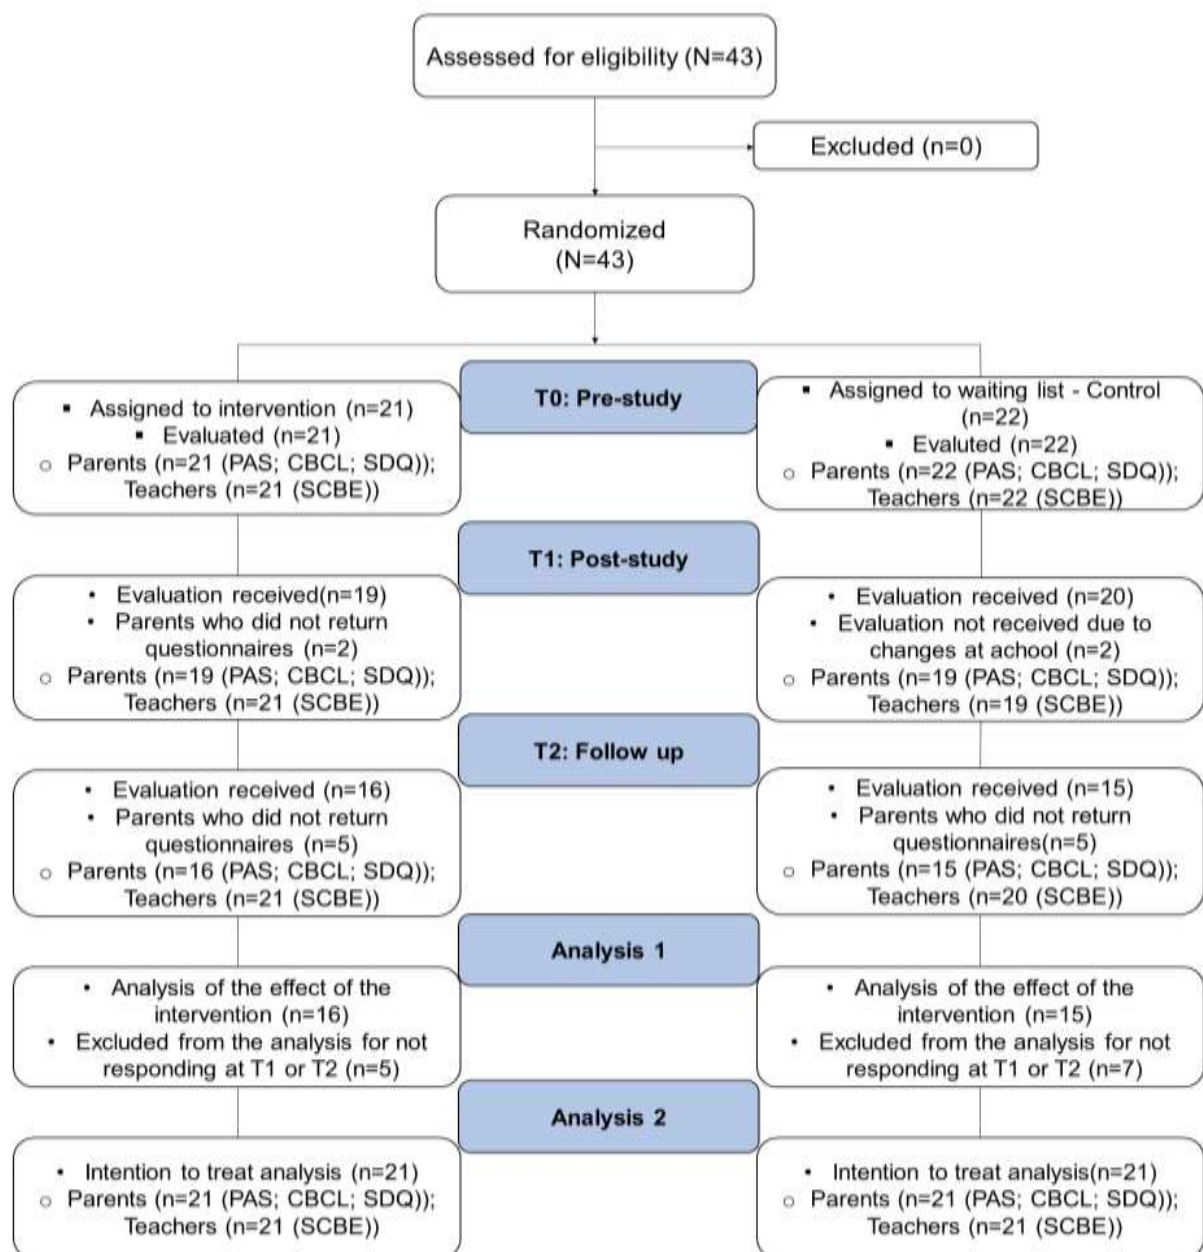 Assessed for eligibility (N=43)
Excluded (n=0)
Randomized
(N=43)
T0: Pre-study
▪ Assigned to intervention (n=21)
▪ Evaluated (n=21)
○ Parents (n=21 (PAS; CBCL; SDQ));
Teachers (n=21 (SCBE))
▪ Assigned to waiting list - Control
(n=22)
▪ Evaluted (n=22)
○ Parents (n=22 (PAS; CBCL; SDQ));
Teachers (n=22 (SCBE))
T1: Post-study
• Evaluation received(n=19)
• Parents who did not return
questionnaires (n=2)
○ Parents (n=19 (PAS; CBCL; SDQ));
Teachers (n=21 (SCBE))
• Evaluation received (n=20)
• Evaluation not received due to
changes at achool (n=2)
○ Parents (n=19 (PAS; CBCL; SDQ));
Teachers (n=19 (SCBE))
T2: Follow up
• Evaluation received (n=16)
• Parents who did not return
questionnaires (n=5)
○ Parents (n=16 (PAS; CBCL; SDQ));
Teachers (n=21 (SCBE))
• Evaluation received (n=15)
• Parents who did not return
questionnaires(n=5)
○ Parents (n=15 (PAS; CBCL; SDQ));
Teachers (n=20 (SCBE))
Analysis 1
• Analysis of the effect of the
intervention (n=16)
• Excluded from the analysis for not
responding at T1 or T2 (n=5)
• Analysis of the effect of the
intervention (n=15)
• Excluded from the analysis for not
responding at T1 or T2 (n=7)
Analysis 2
• Intention to treat analysis (n=21)
○ Parents (n=21 (PAS; CBCL; SDQ));
Teachers (n=21 (SCBE))
• Intention to treat analysis(n=21)
○ Parents (n=21 (PAS; CBCL; SDQ));
Teachers (n=21 (SCBE))